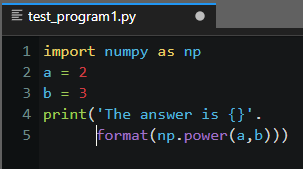 test_program1.py
1 import numpy as np
2 a = 2
3 b = 3
4 print('The answer is {}'.
5       format(np.power(a,b)))